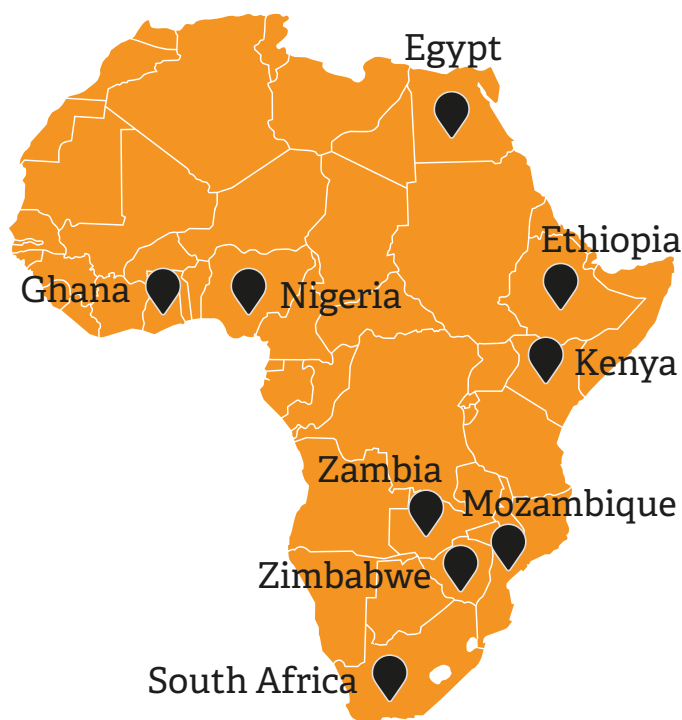 Egypt
Ethiopia
Ghana
Nigeria
Kenya
Zambia
Mozambique
Zimbabwe
South Africa